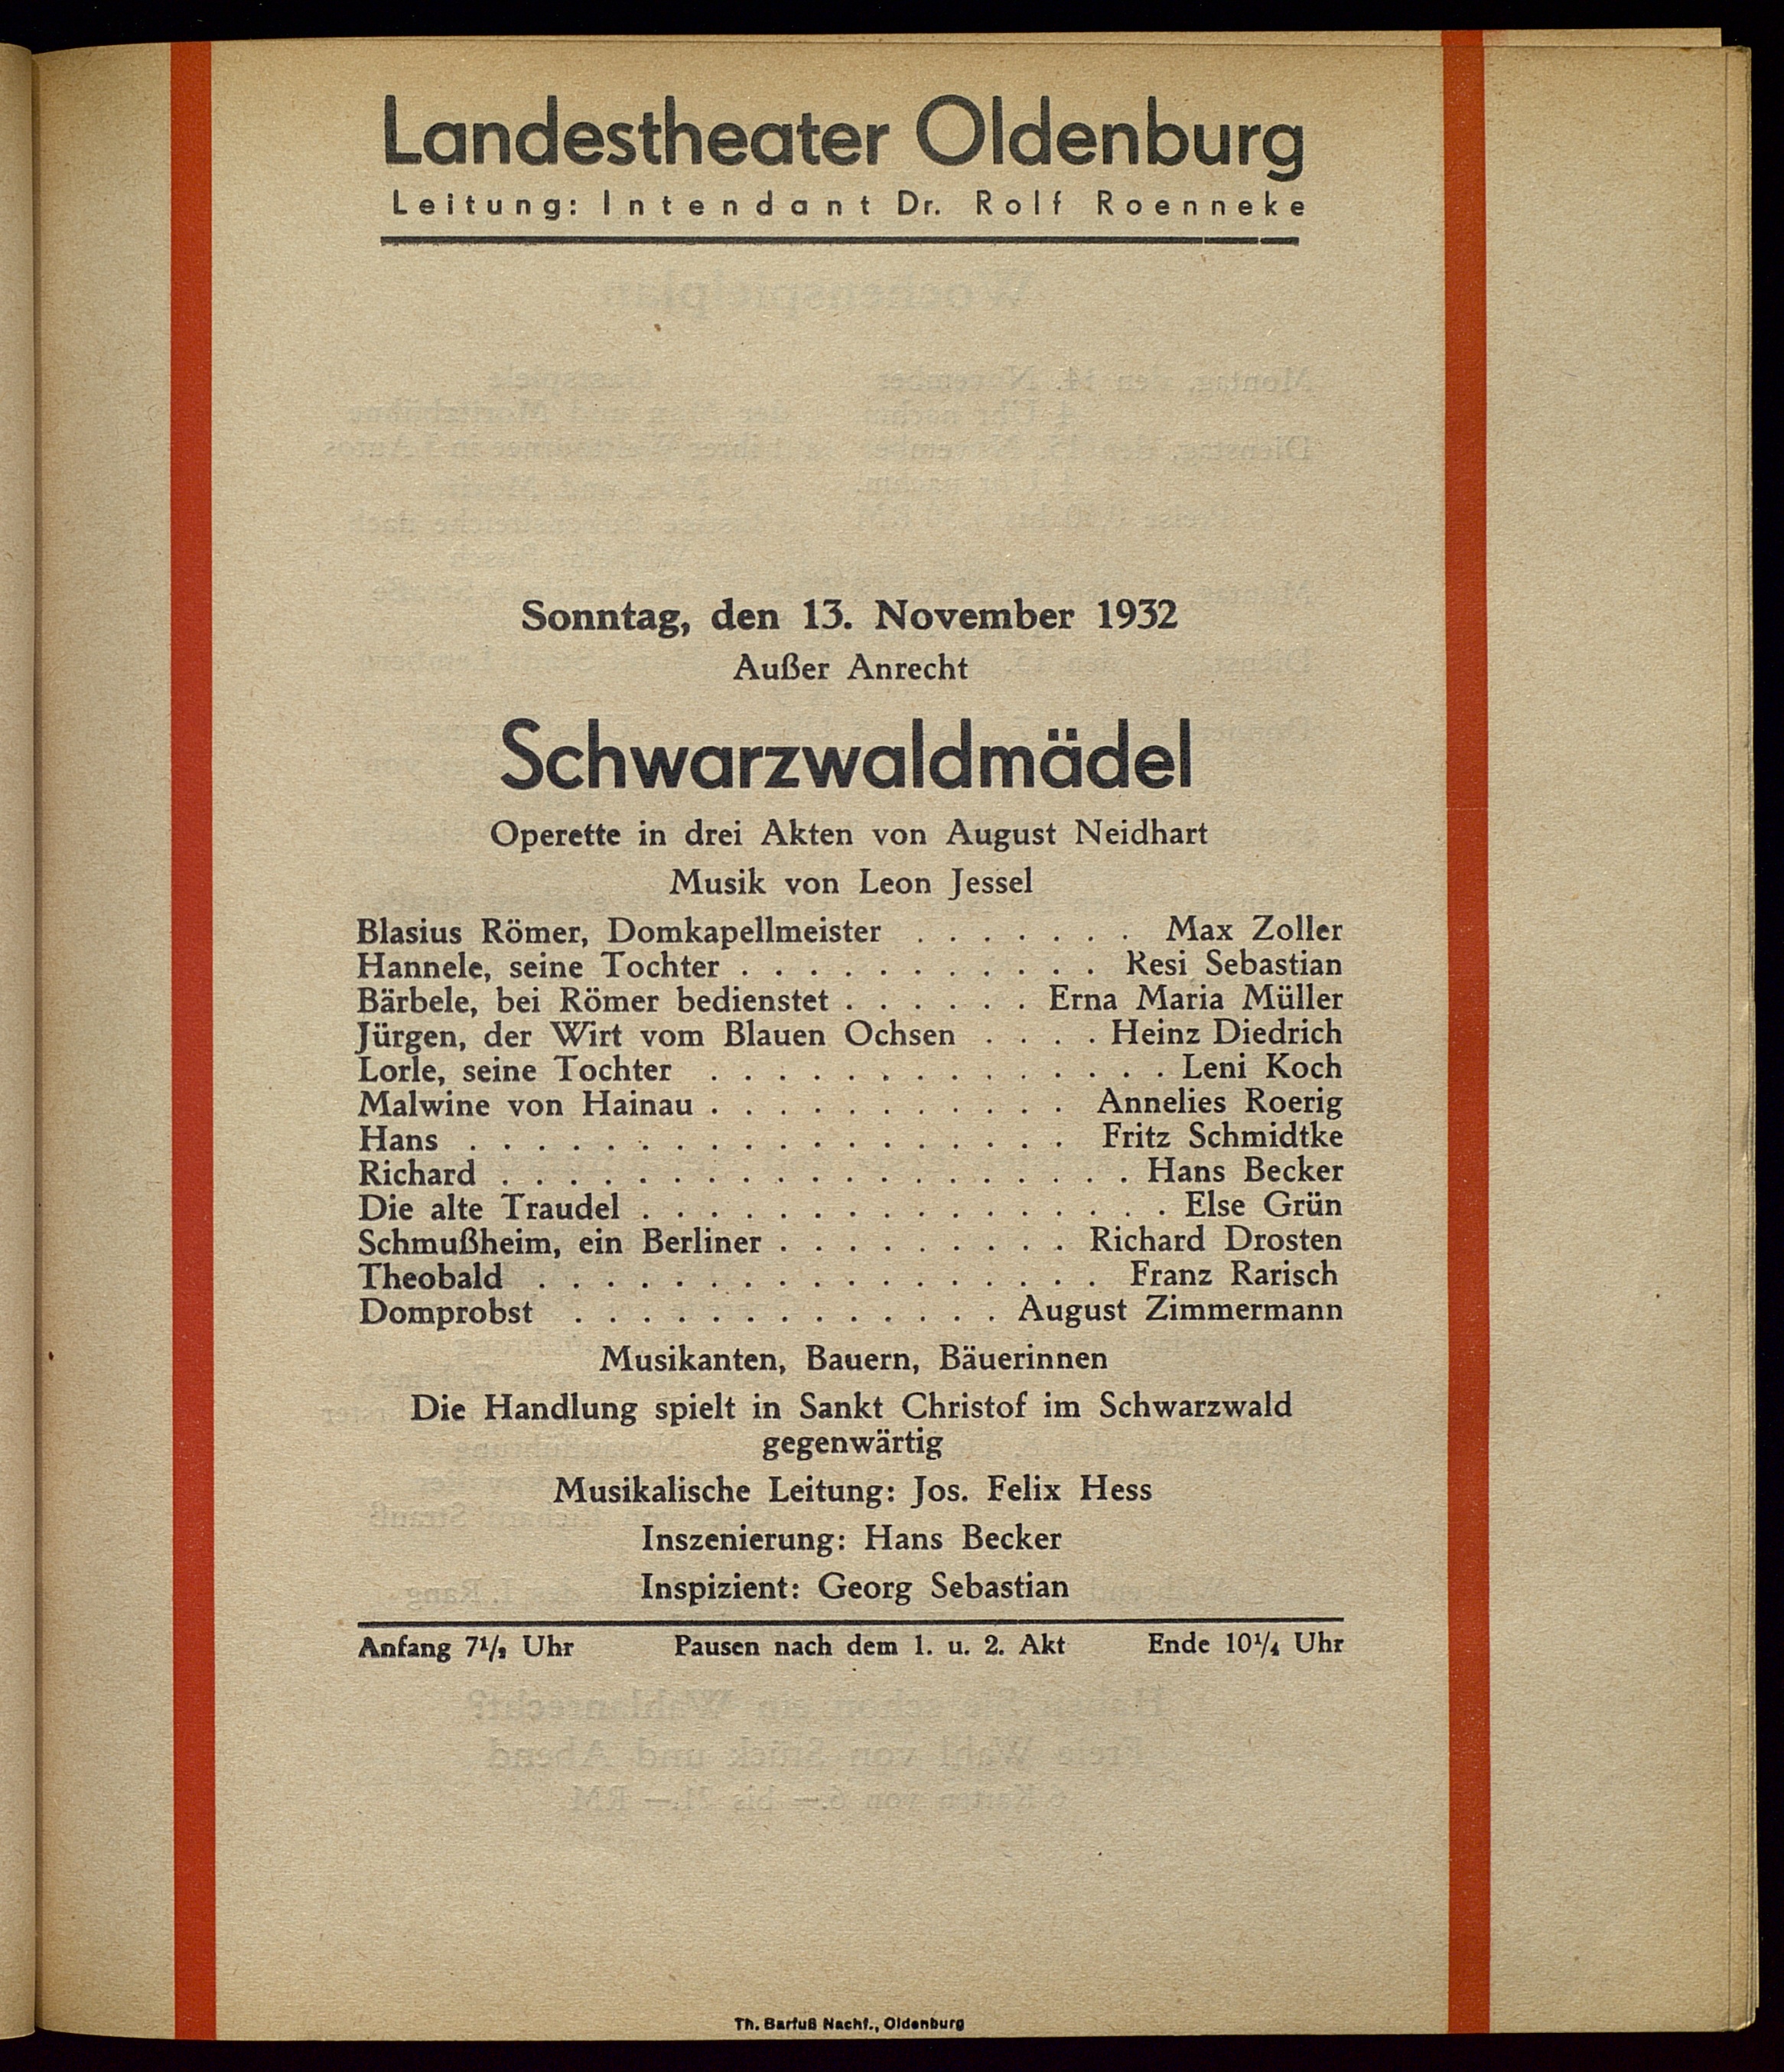 Landestheater Oldenburg
Leitung: Intendant Dr. Rolf Roenneke
Sonntag, den 13. November 1932
Außer Anrecht
Schwarzwaldmädel
Operette in drei Akten von August Neidhart
Musik von Leon Jessel
Blasius Römer, Domkapellmeister . . . . . . . Max Zoller
Hannele, seine Tochter . . . . . . . . . . . Resi Sebastian
Bärbele, bei Römer bedienstet . . . . . . Erna Maria Müller
Jürgen, der Wirt vom Blauen Ochsen . . . . Heinz Diedrich
Lorle, seine Tochter . . . . . . . . . . . . . . Leni Koch
Malwine von Hainau . . . . . . . . . . . Annelies Roerig
Hans . . . . . . . . . . . . . . . . . . Fritz Schmidtke
Richard . . . . . . . . . . . . . . . . . . . Hans Becker
Die alte Traudel . . . . . . . . . . . . . . . . Else Grün
Schmußheim, ein Berliner . . . . . . . . . Richard Drosten
Theobald . . . . . . . . . . . . . . . . . Franz Rarisch
Domprobst . . . . . . . . . . . . . August Zimmermann
Musikanten, Bauern, Bäuerinnen
Die Handlung spielt in Sankt Christof im Schwarzwald
gegenwärtig
Musikalische Leitung: Jos. Felix Hess
Inszenierung: Hans Becker
Inspizient: Georg Sebastian
Anfang 7½ Uhr Pausen nach dem 1. u. 2. Akt Ende 10¼ Uhr
Th. Barfuß Nachf., Oldenburg